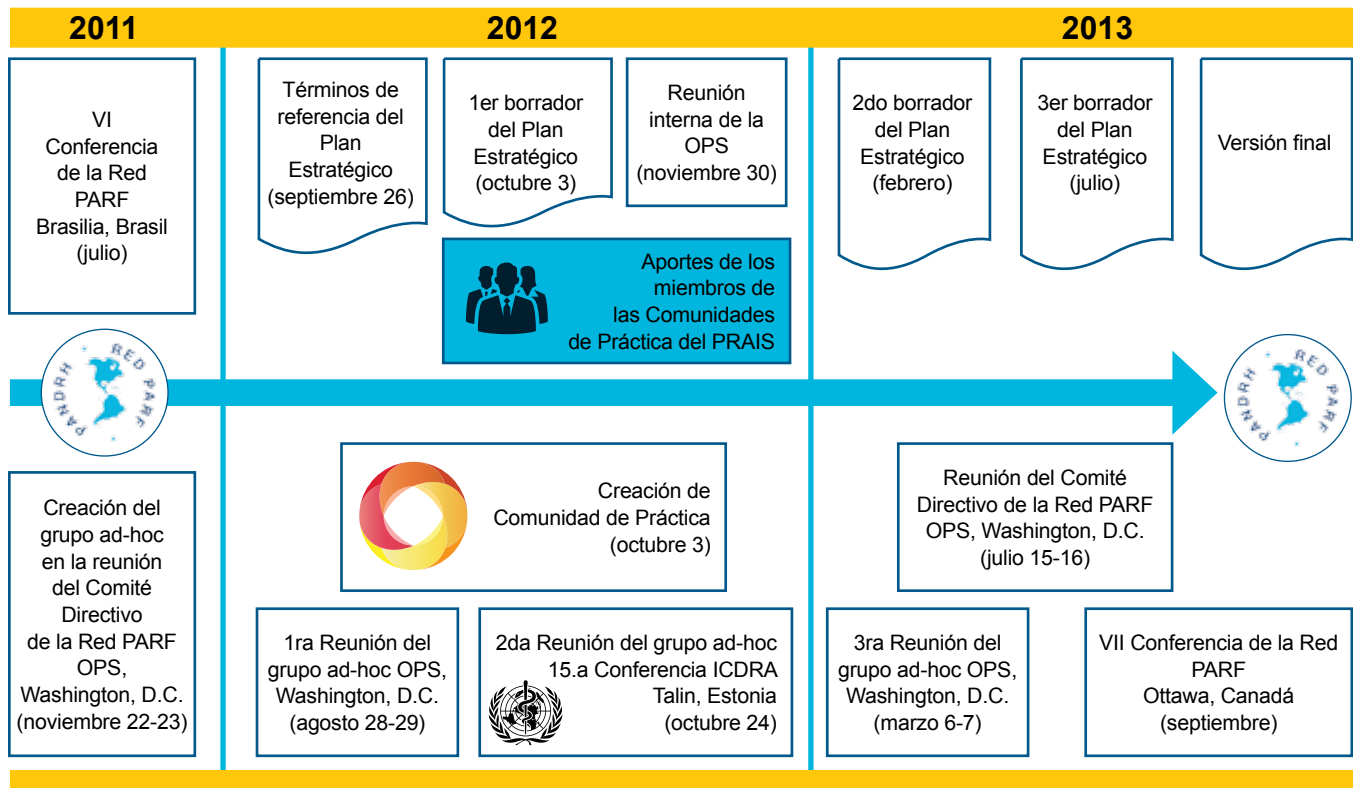 2011
2012
2013
VI
Conferencia
de la Red
PARF
Brasilia, Brasil
(julio)
Términos de
referencia del
Plan
Estratégico
(septiembre 26)
1er borrador
del Plan
Estratégico
(octubre 3)
Reunión
interna de la
OPS
(noviembre 30)
2do borrador
del Plan
Estratégico
(febrero)
3er borrador
del Plan
Estratégico
(julio)
Versión final
Aportes de los
miembros de
las Comunidades
de Práctica del PRAIS
PANDRH
RED PARF
PANDRH
RED PARF
Creación del
grupo ad-hoc
en la reunión
del Comité
Directivo
de la Red PARF
OPS,
Washington, D.C.
(noviembre 22-23)
Creación de
Comunidad de Práctica
(octubre 3)
Reunión del Comité
Directivo de la Red PARF
OPS, Washington, D.C.
(julio 15-16)
1ra Reunión del
grupo ad-hoc OPS,
Washington, D.C.
(agosto 28-29)
2da Reunión del grupo ad-hoc
15.a Conferencia ICDRA
Talin, Estonia
(octubre 24)
3ra Reunión del
grupo ad-hoc OPS,
Washington, D.C.
(marzo 6-7)
VII Conferencia de la Red
PARF
Ottawa, Canadá
(septiembre)